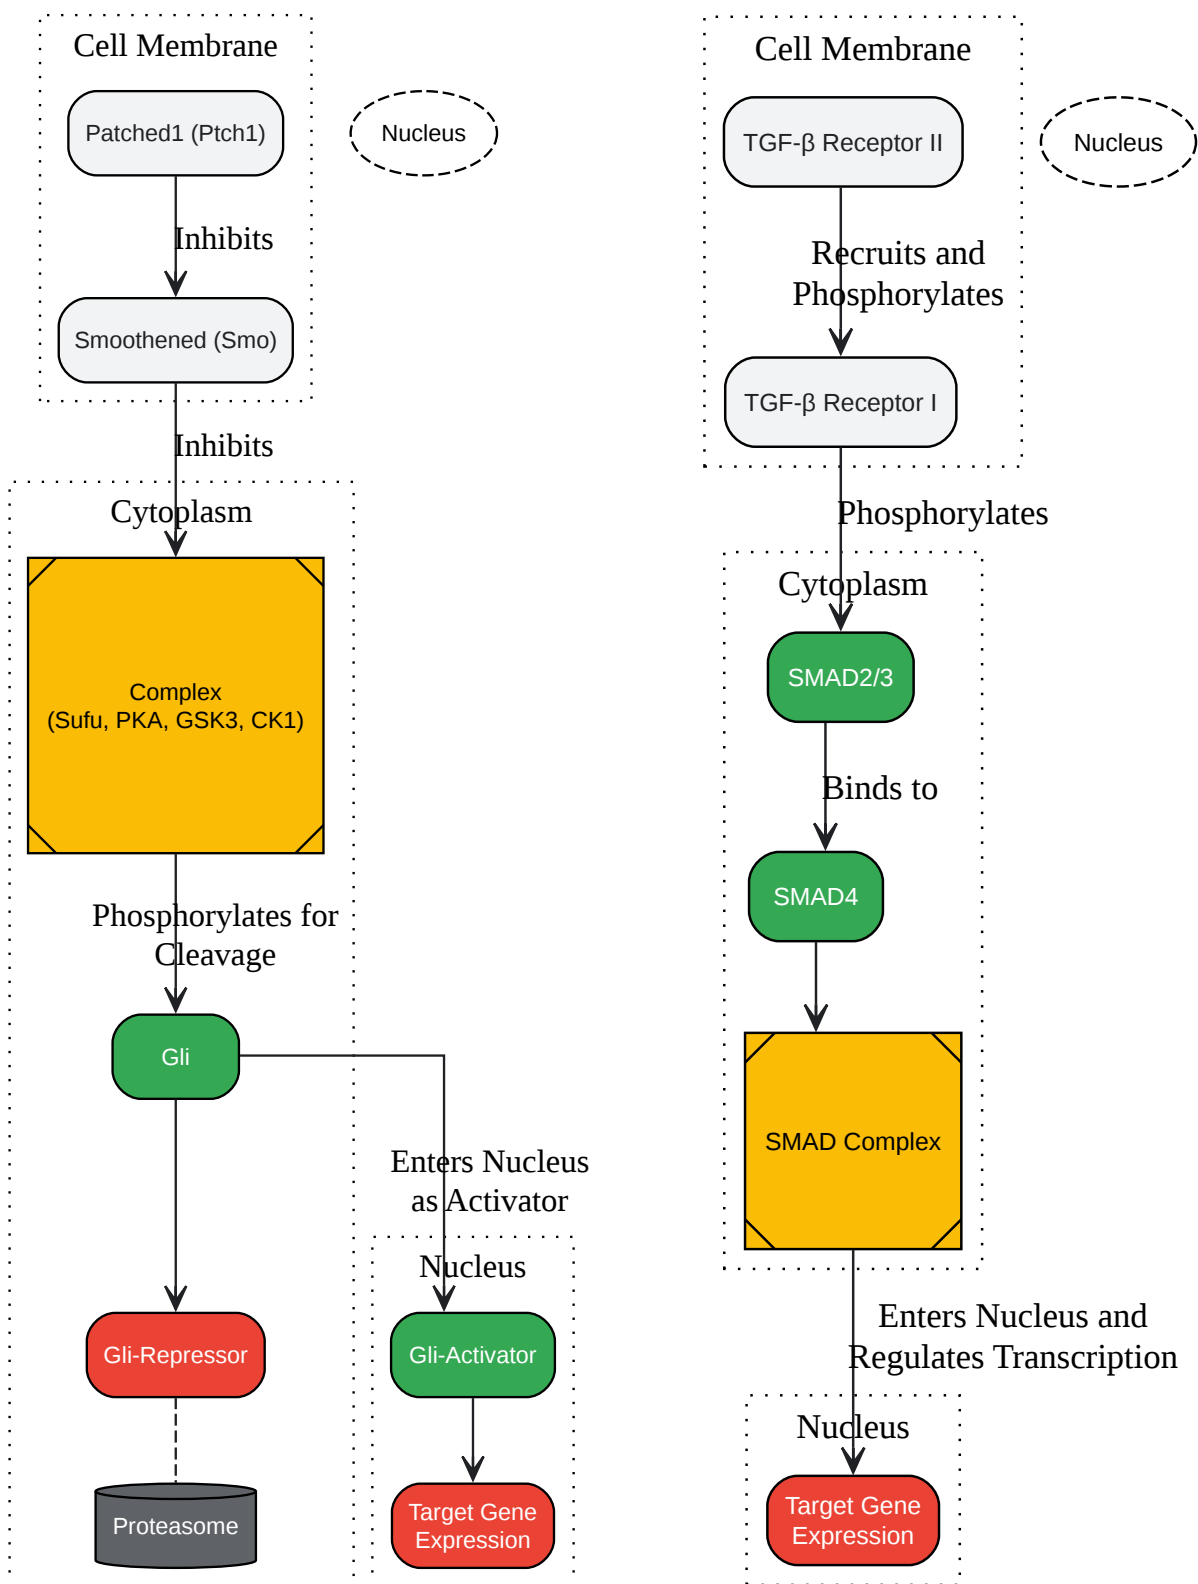 Cell Membrane
Patched1 (Ptch1)
Nucleus
Inhibits
Smoothened (Smo)
Inhibits
Cytoplasm
Complex
(Sufu, PKA, GSK3, CK1)
Phosphorylates for
Cleavage
Gli
Enters Nucleus
as Activator
Nucleus
Gli-Repressor
Gli-Activator
Proteasome
Target Gene
Expression
Cell Membrane
TGF-β Receptor II
Nucleus
Recruits and
Phosphorylates
TGF-β Receptor I
Phosphorylates
Cytoplasm
SMAD2/3
Binds to
SMAD4
SMAD Complex
Enters Nucleus and
Regulates Transcription
Nucleus
Target Gene
Expression